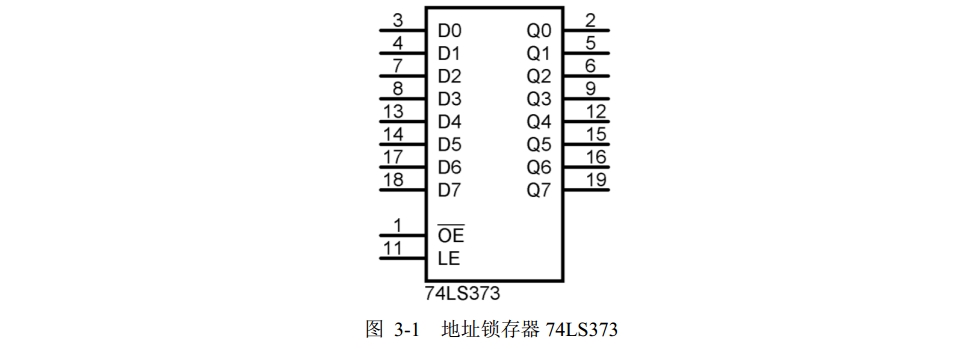 3 D0 Q0 2
4 D1 Q1 5
7 D2 Q2 6
8 D3 Q3 9
13 D4 Q4 12
14 D5 Q5 15
17 D6 Q6 16
18 D7 Q7 19
1 OE
11 LE
74LS373
图 3-1 地址锁存器 74LS373